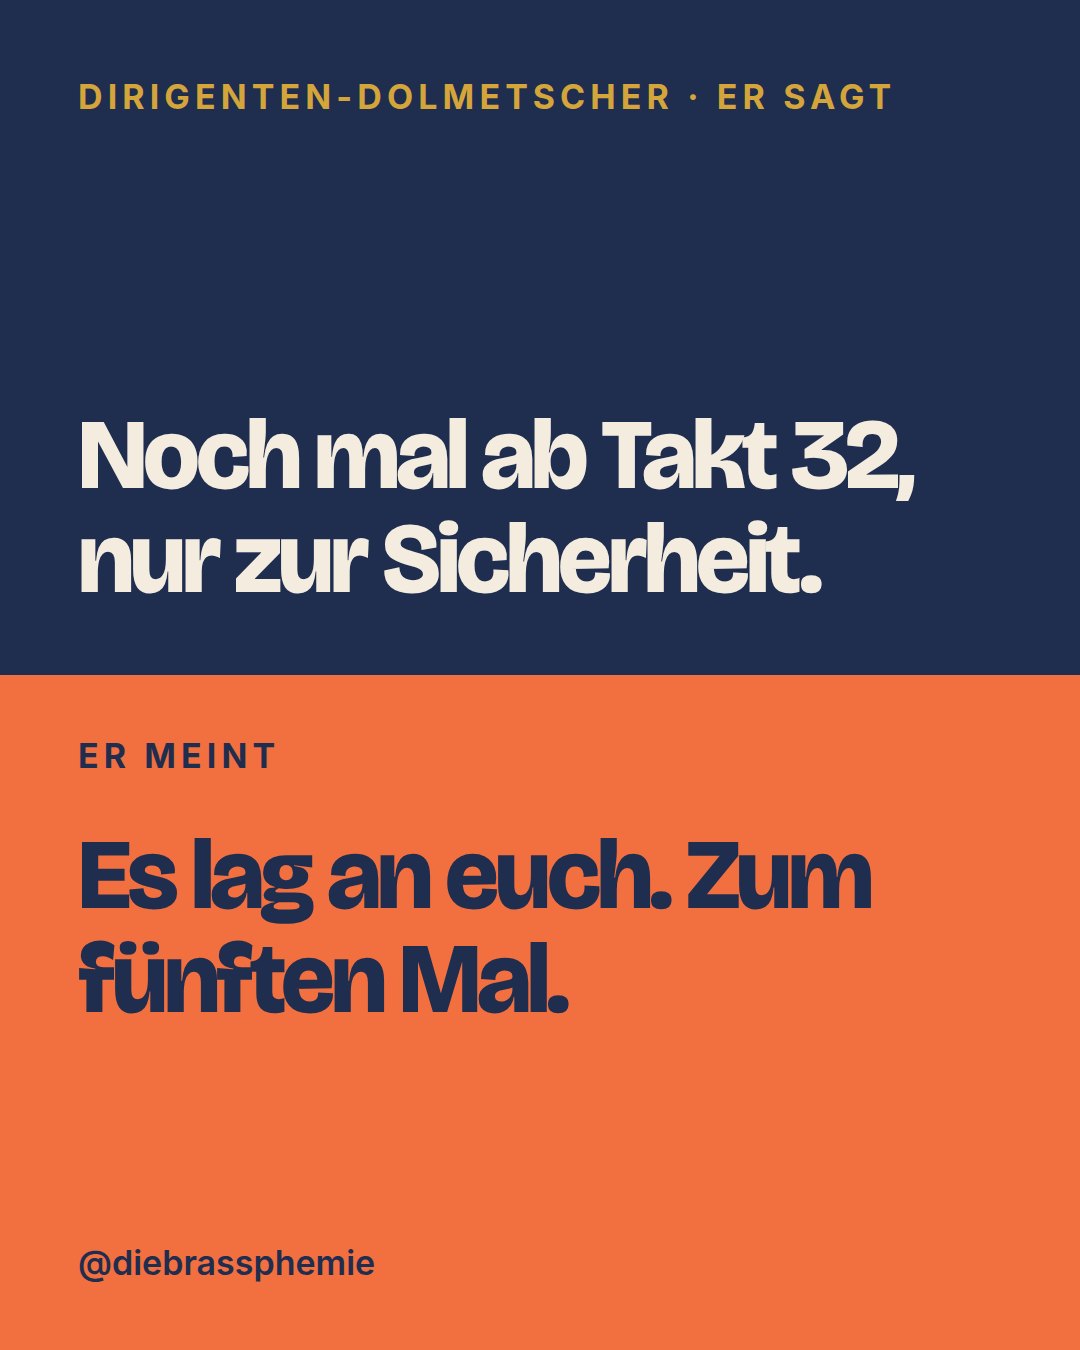 DIRIGENTEN-DOLMETSCHER · ER SAGT
Noch mal ab Takt 32,
nur zur Sicherheit.
ER MEINT
Es lag an euch. Zum
fünften Mal.
@diebrassphemie